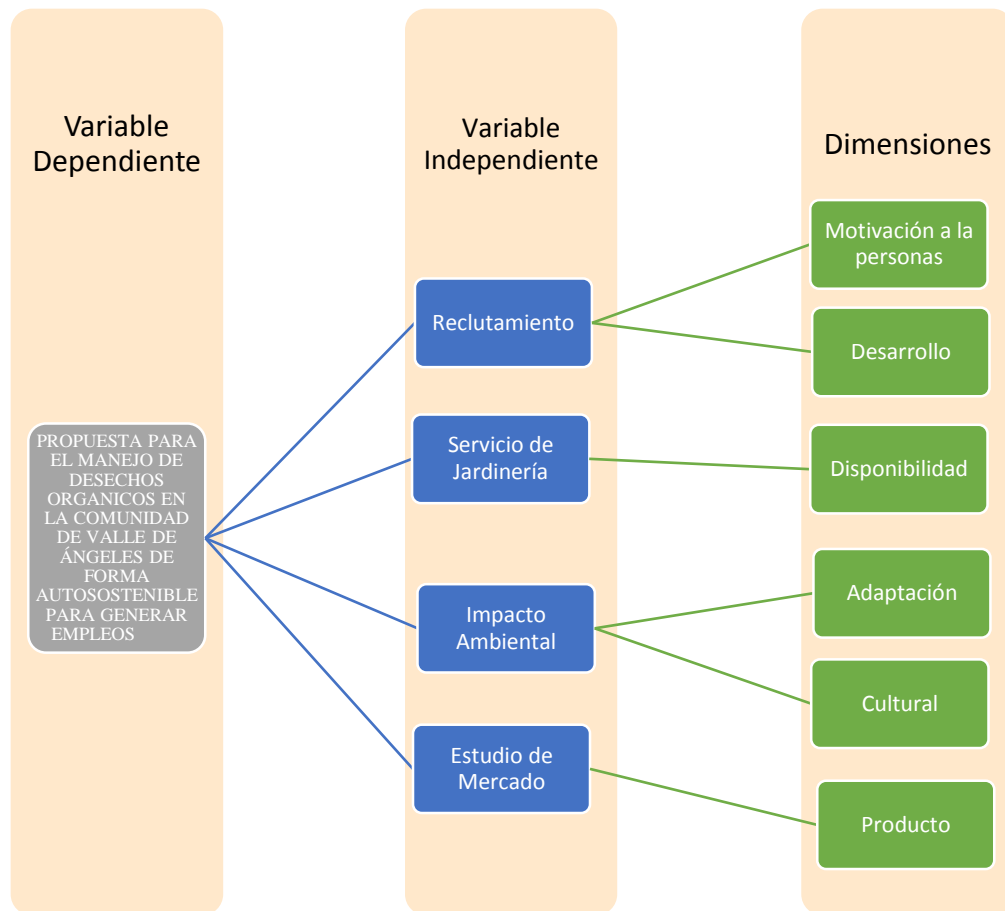 Variable
Dependiente
PROPUESTA PARA
EL MANEJO DE
DESECHOS
ORGANICOS EN
LA COMUNIDAD
DE VALLE DE
ÁNGELES DE
FORMA
AUTOSOSTENIBLE
PARA GENERAR
EMPLEOS
Variable
Independiente
Reclutamiento
Servicio de
Jardinería
Impacto
Ambiental
Estudio de
Mercado
Dimensiones
Motivación a la
personas
Desarrollo
Disponibilidad
Adaptación
Cultural
Producto